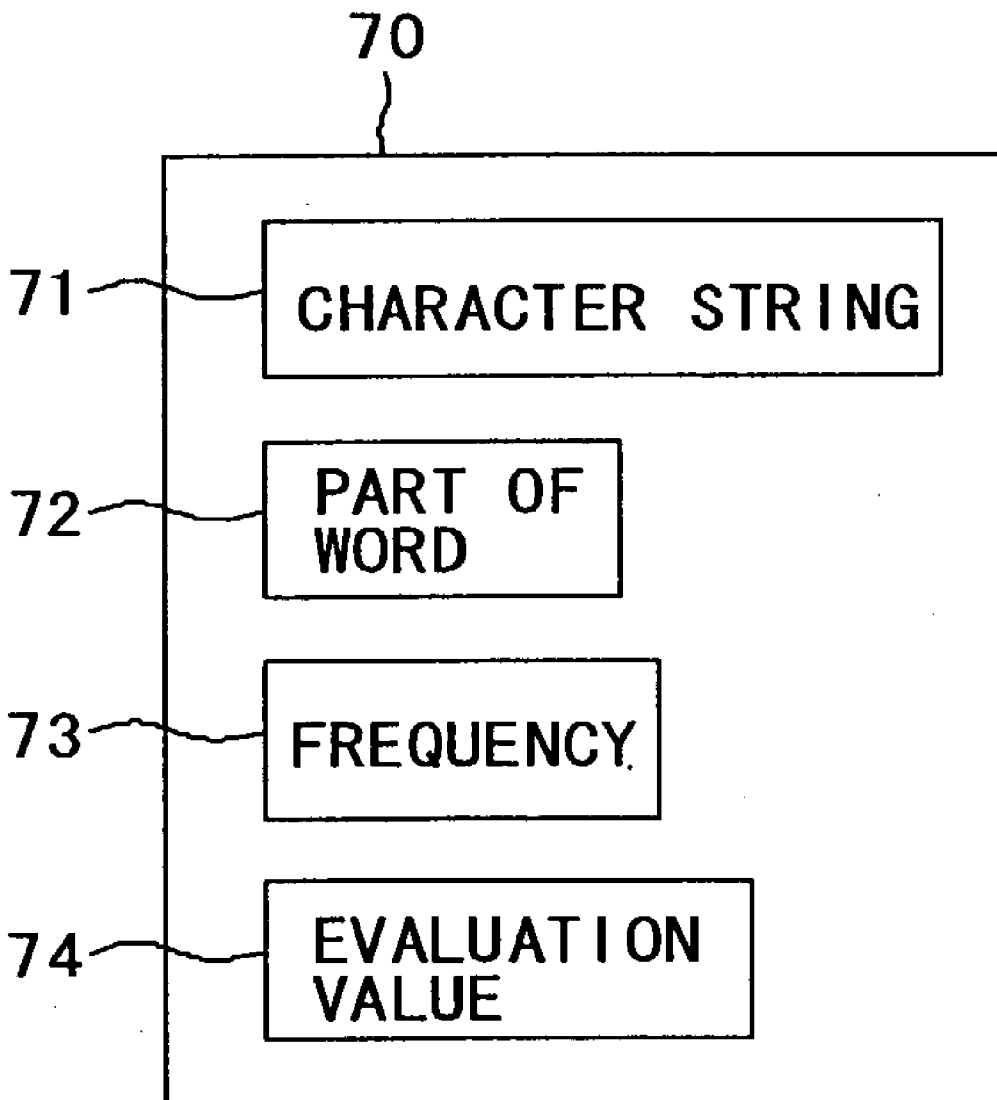 70
71
CHARACTER STRING
72
PART OF
WORD
73
FREQUENCY
74
EVALUATION
VALUE